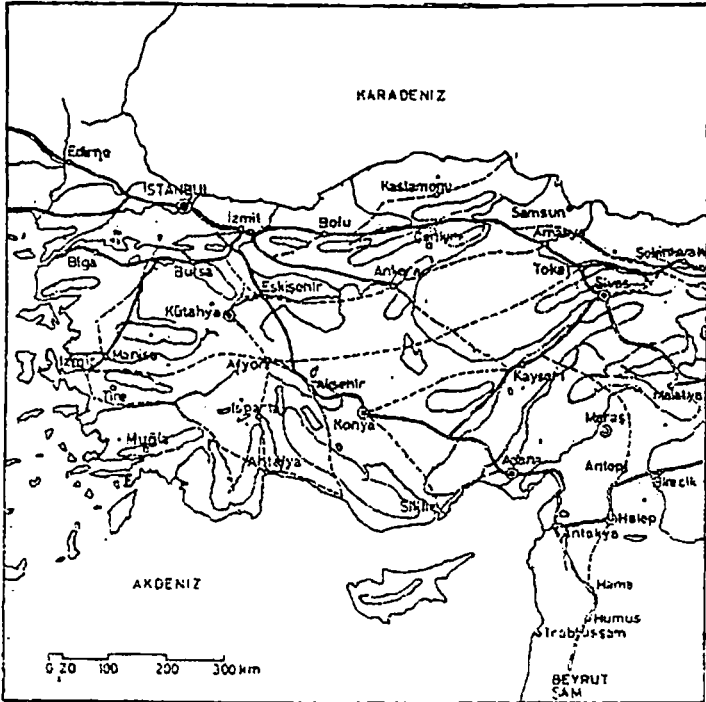 KARADENIZ
Edirne
İSTANBUL
Kastamonu
İzmit
Bolu
Samsun
Amasya
Biga
Bursa
Ankara
Tokat
Eskişehir
Sivas
Kütahya
İzmir
Manisa
Afyon
Akşehir
Kayseri
Malatya
Tire
Isparta
Konya
Maraş
Muğla
Antalya
Adana
Antep
Birecik
Silifke
Halep
Antakya
AKDENIZ
Hama
Humus
Trablusşam
0 20 100 200 300 km
BEYRUT
ŞAM